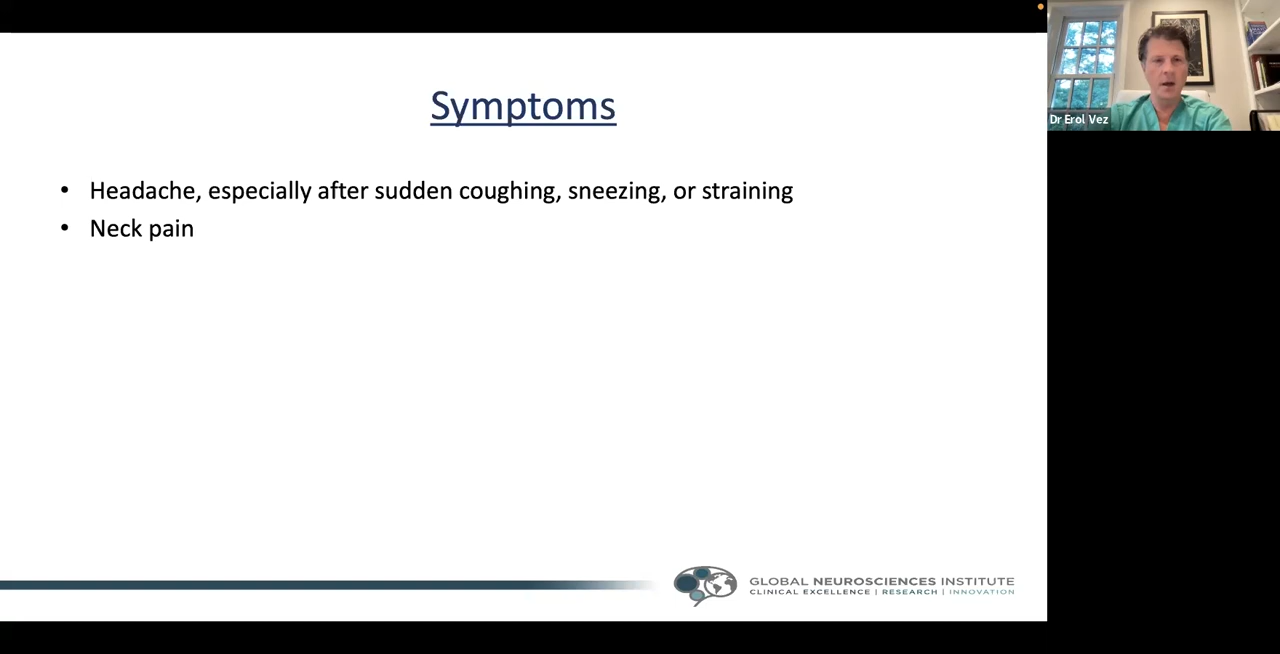 Symptoms
• Headache, especially after sudden coughing, sneezing, or straining
• Neck pain
GLOBAL NEUROSCIENCES INSTITUTE
CLINICAL EXCELLENCE | RESEARCH | INNOVATION
Dr Erol Vez